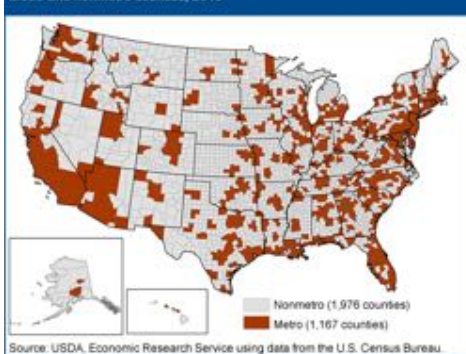 Nonmetro (1,976 counties)
Metro (1,167 counties)
Source: USDA, Economic Research Service using data from the U.S. Census Bureau.